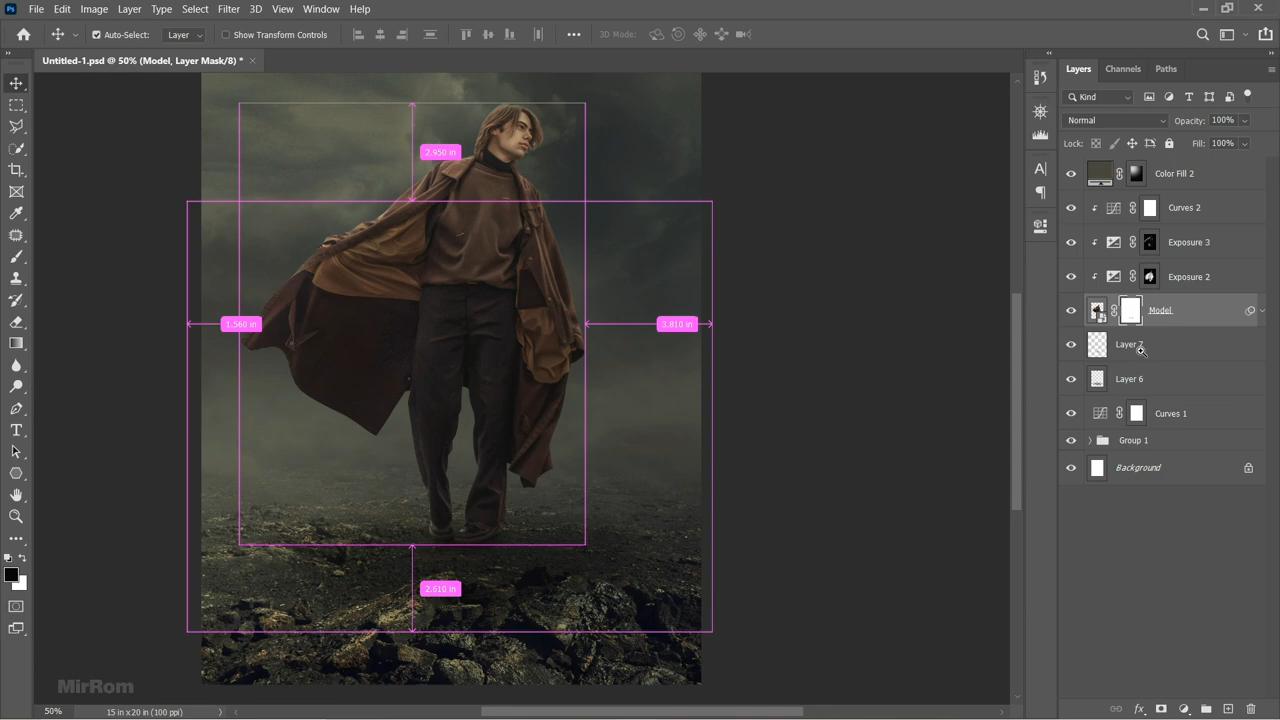 Ps File Edit Image Layer Type Select Filter 3D View Window Help
Auto-Select: Layer Show Transform Controls 3D Mode:
Untitled-1.psd @ 50% (Model, Layer Mask/8) *
Layers Channels Paths
Kind
Normal Opacity: 100%
Lock: Fill: 100%
Color Fill 2
Curves 2
Exposure 3
Exposure 2
Model
Layer 7
Layer 6
Curves 1
Group 1
Background
2.950 in
1.560 in
3.810 in
2.610 in
MirRom
50% 15 in x 20 in (100 ppi)